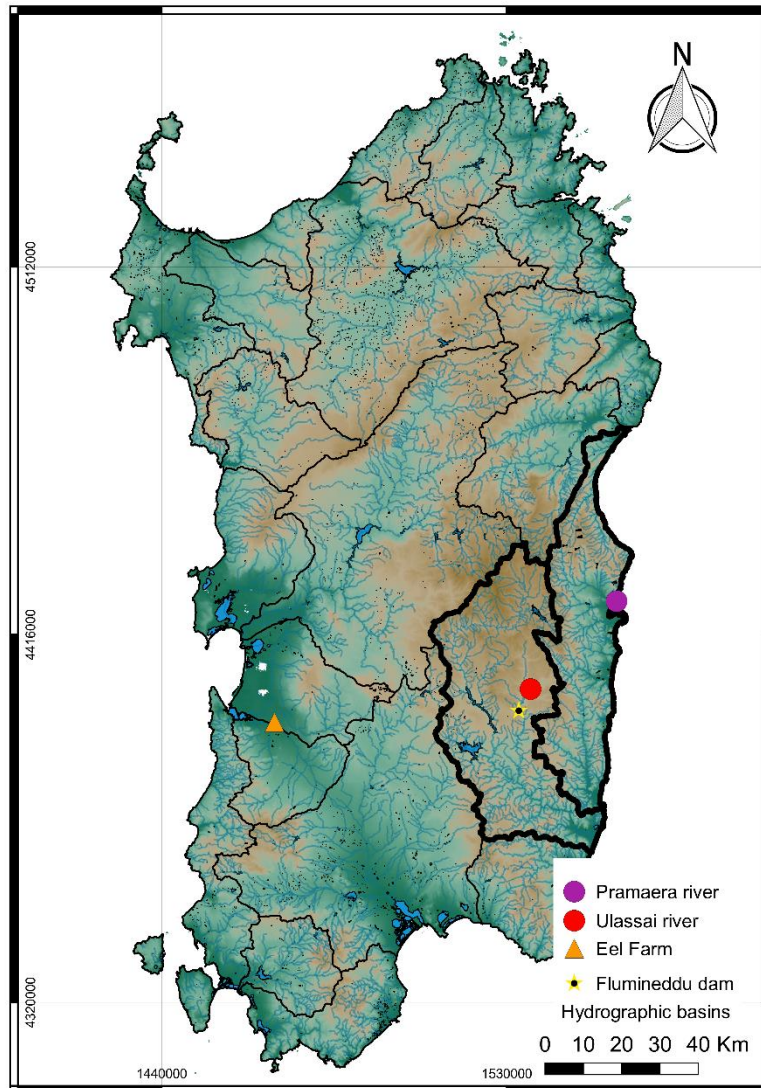 N
4512000
4416000
4320000
Pramaera river
Ulassai river
Eel Farm
Flumineddu dam
Hydrographic basins
0 10 20 30 40 Km
1440000
1530000